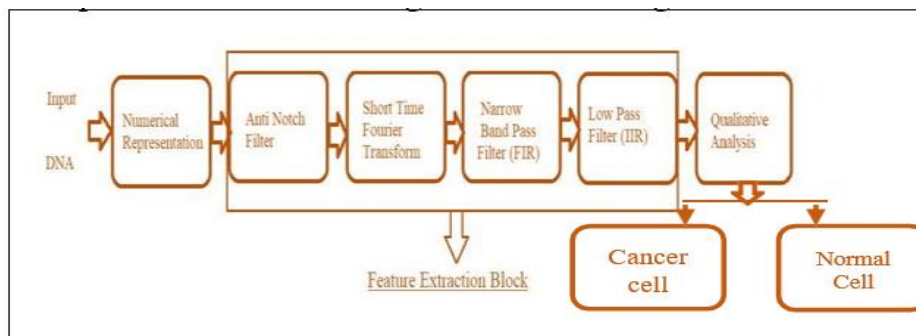 Input
DNA
Numerical
Representation
Anti Notch
Filter
Short Time
Fourier
Transform
Narrow
Band Pass
Filter (FIR)
Low Pass
Filter (IIR)
Qualitative
Analysis
Cancer
cell
Normal
Cell
Feature Extraction Block